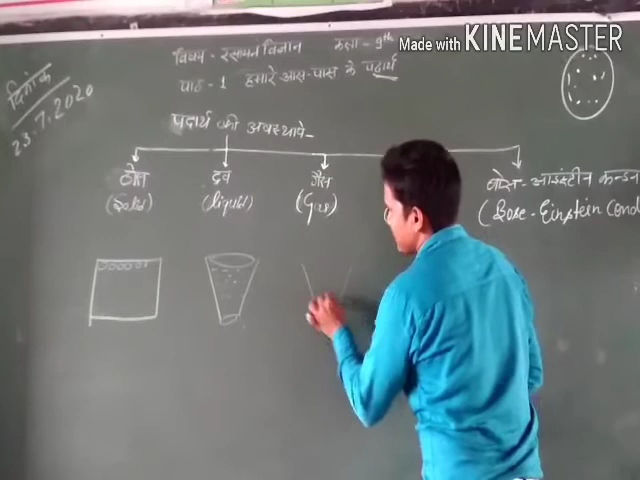 Made with KINEMASTER
दिनांक
23.7.2020
विषय - रसायन विज्ञान कक्षा - 9th
पाठ - 1 हमारे आस-पास के पदार्थ
पदार्थ की अवस्थाये -
ठोस द्रव गैस बोस - आइंस्टीन कन्डन
(Solid) (liquid) (Gas) (Bose - Einstein Cond